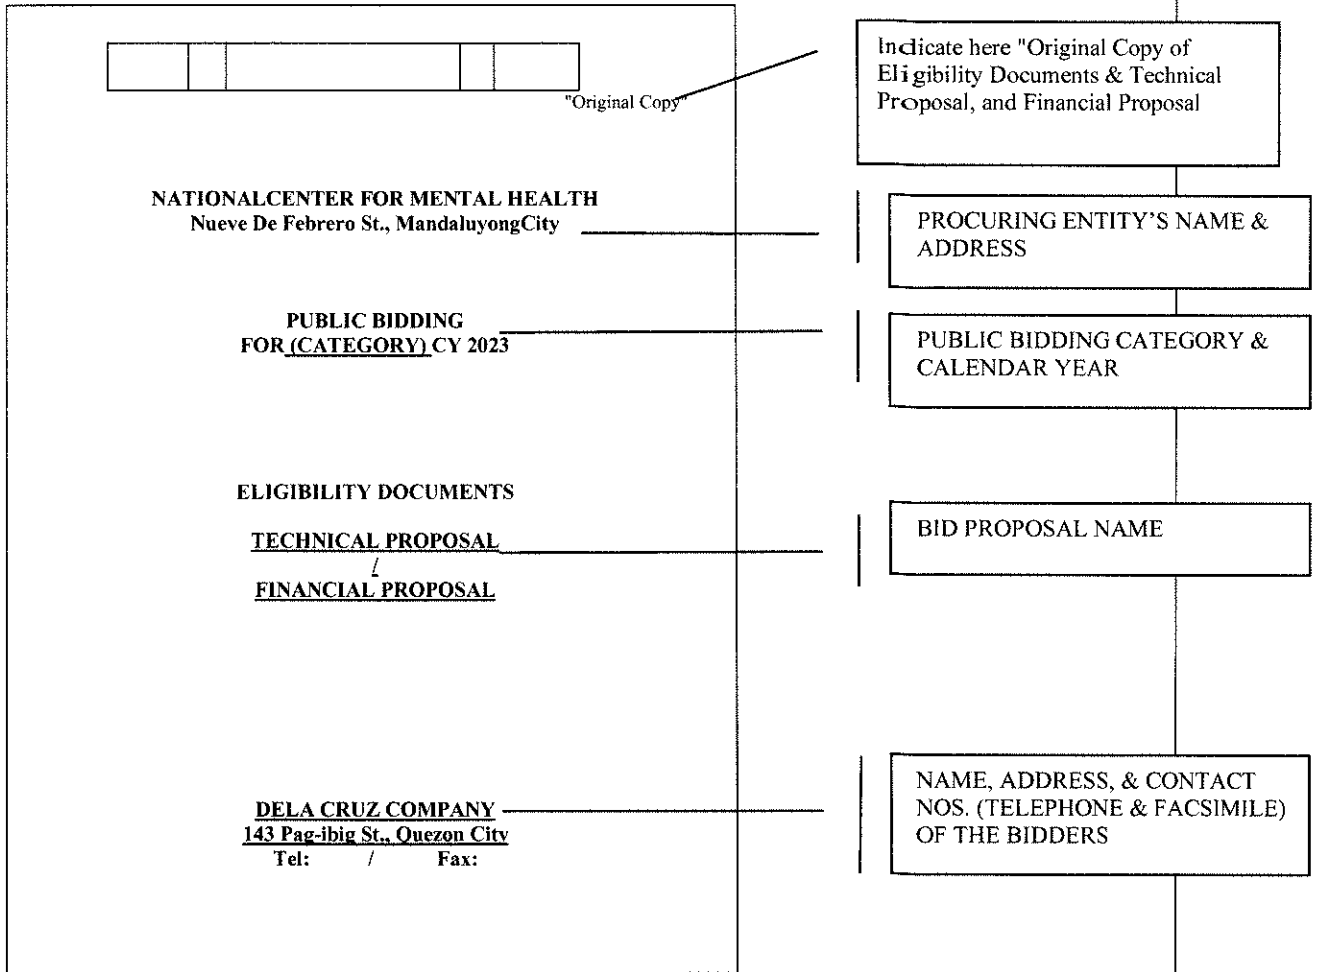 "Original Copy"
Indicate here "Original Copy of
Eligibility Documents & Technical
Proposal, and Financial Proposal
NATIONALCENTER FOR MENTAL HEALTH
Nueve De Febrero St., MandaluyongCity
PROCURING ENTITY'S NAME &
ADDRESS
PUBLIC BIDDING
FOR (CATEGORY) CY 2023
PUBLIC BIDDING CATEGORY &
CALENDAR YEAR
ELIGIBILITY DOCUMENTS
TECHNICAL PROPOSAL
/
FINANCIAL PROPOSAL
BID PROPOSAL NAME
DELA CRUZ COMPANY
143 Pag-ibig St., Quezon City
Tel: / Fax:
NAME, ADDRESS, & CONTACT
NOS. (TELEPHONE & FACSIMILE)
OF THE BIDDERS